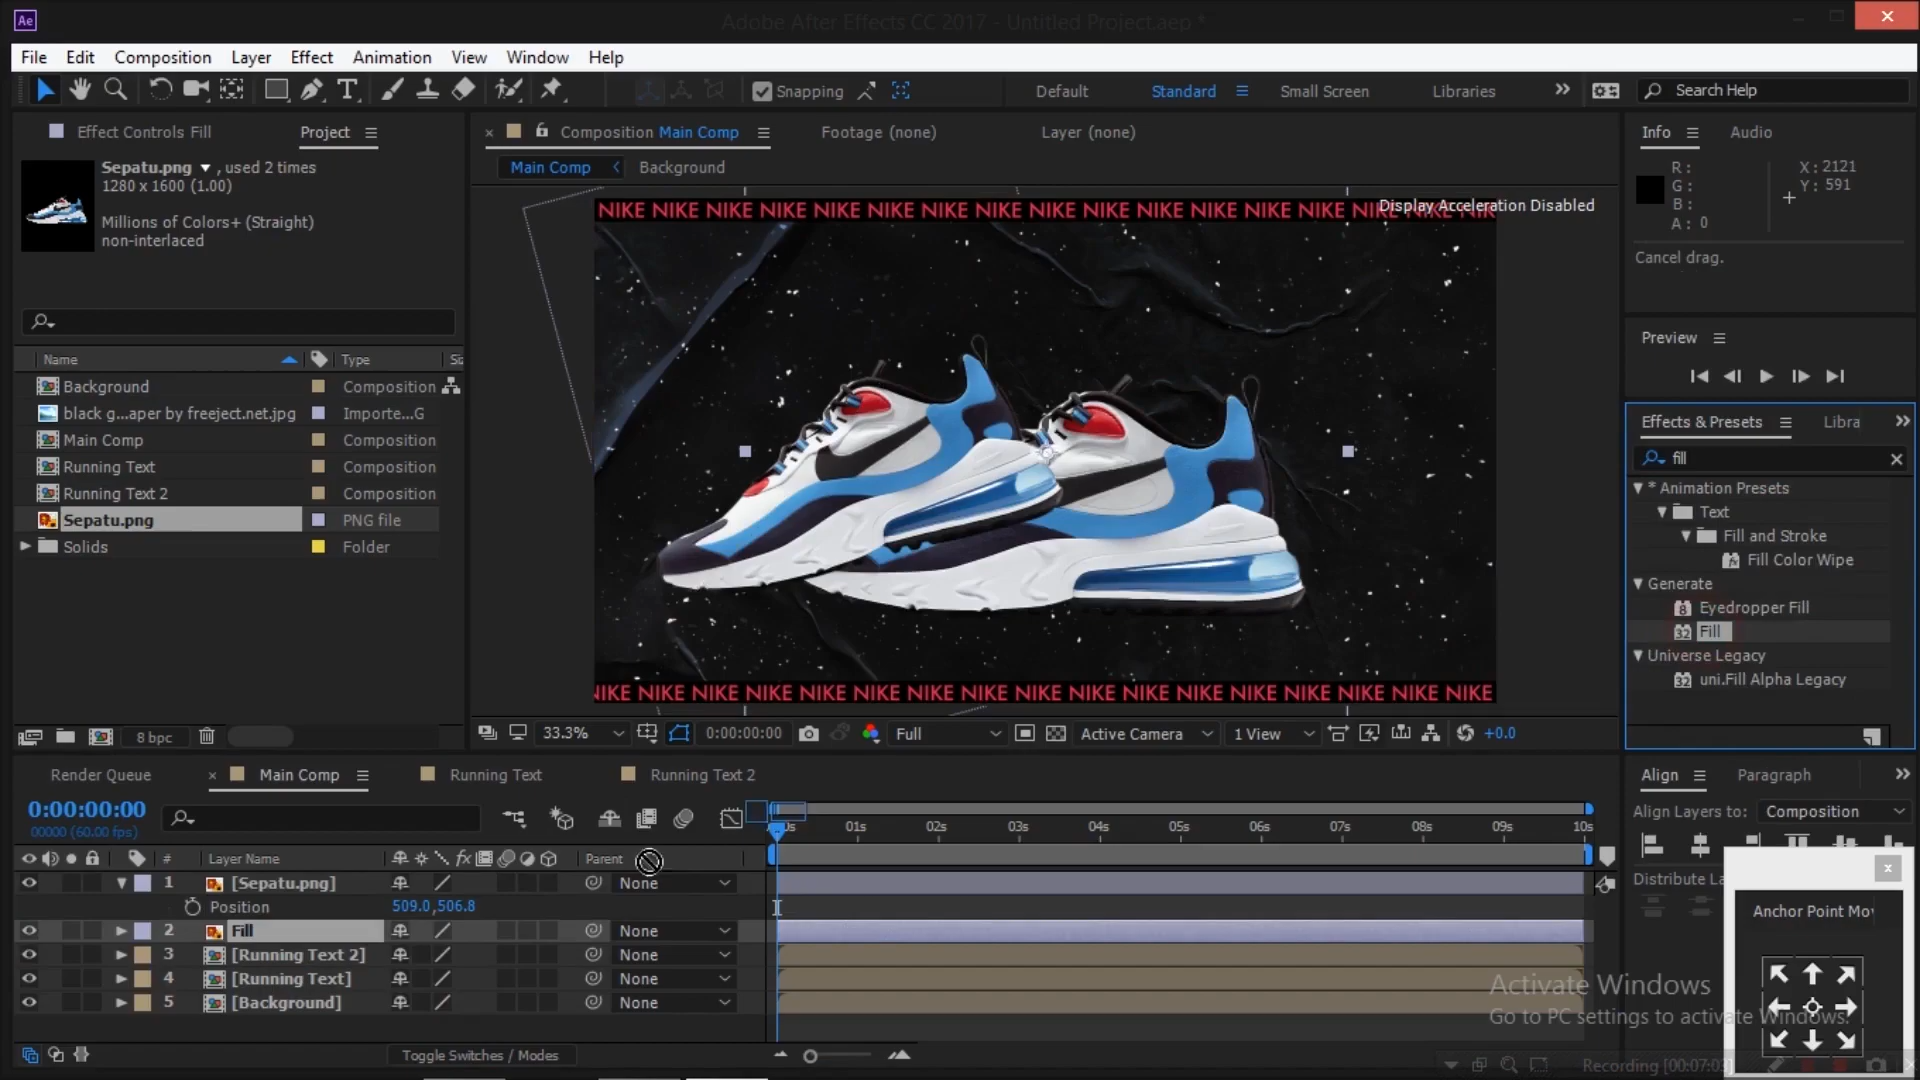 Ae
Adobe After Effects CC 2017 - Untitled Project.aep *
File Edit Composition Layer Effect Animation View Window Help
Snapping
Default Standard Small Screen Libraries
Search Help
Effect Controls Fill Project
Sepatu.png , used 2 times
1280 x 1600 (1.00)
Millions of Colors+ (Straight)
non-interlaced
Name Type
Background Composition
black g...aper by freeject.net.jpg Importe...G
Main Comp Composition
Running Text Composition
Running Text 2 Composition
Sepatu.png PNG file
Solids Folder
8 bpc
Composition Main Comp Footage (none) Layer (none)
Main Comp Background
NIKE NIKE NIKE NIKE NIKE NIKE NIKE NIKE NIKE NIKE NIKE NIKE NIKE NIKE NIKE
Display Acceleration Disabled
NIKE NIKE NIKE NIKE NIKE NIKE NIKE NIKE NIKE NIKE NIKE NIKE NIKE NIKE NIKE NIKE NIKE
33.3% 0:00:00:00 Full Active Camera 1 View +0.0
Info Audio
R : X : 2121
G : Y : 591
B :
A : 0
Cancel drag.
Preview
Effects & Presets Libra
fill
* Animation Presets
Text
Fill and Stroke
Fill Color Wipe
Generate
8 Eyedropper Fill
32 Fill
Universe Legacy
32 uni.Fill Alpha Legacy
Render Queue Main Comp Running Text Running Text 2
0:00:00:00
00000 (60.00 fps)
01s 02s 03s 04s 05s 06s 07s 08s 09s 10s
# Layer Name fx Parent
1 [Sepatu.png] None
Position 509.0,506.8
2 Fill None
3 [Running Text 2] None
4 [Running Text] None
5 [Background] None
Toggle Switches / Modes
Align Paragraph
Align Layers to: Composition
Distribute La
Anchor Point Mov
Activate Windows
Go to PC settings to activate Windows.
Recording [00:07:03]